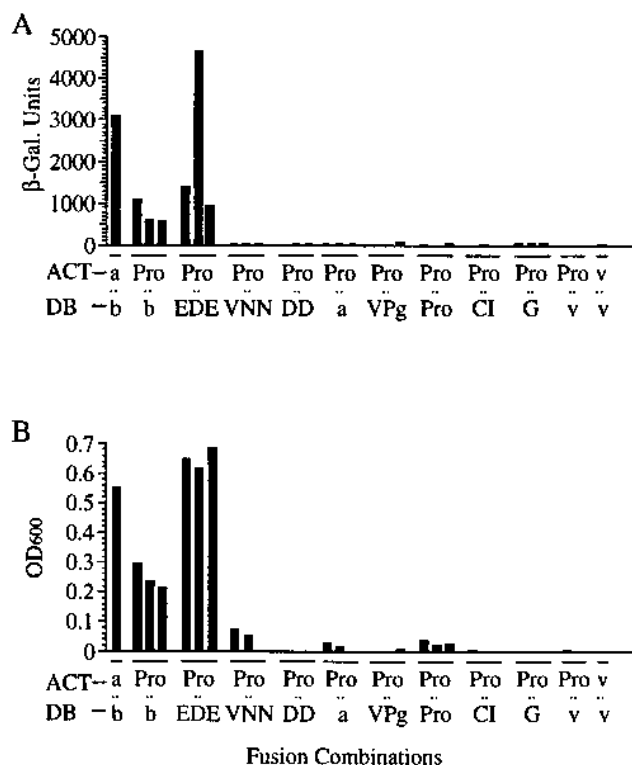 A
5000
4000
3000
2000
1000
0
β-Gal. Units
ACT– a Pro Pro Pro Pro Pro Pro Pro Pro Pro Pro v
DB – b b EDE VNN DD a VPg Pro CI G v v
B
0.7
0.6
0.5
0.4
0.3
0.2
0.1
0
OD600
ACT– a Pro Pro Pro Pro Pro Pro Pro Pro Pro Pro v
DB – b b EDE VNN DD a VPg Pro CI G v v
Fusion Combinations